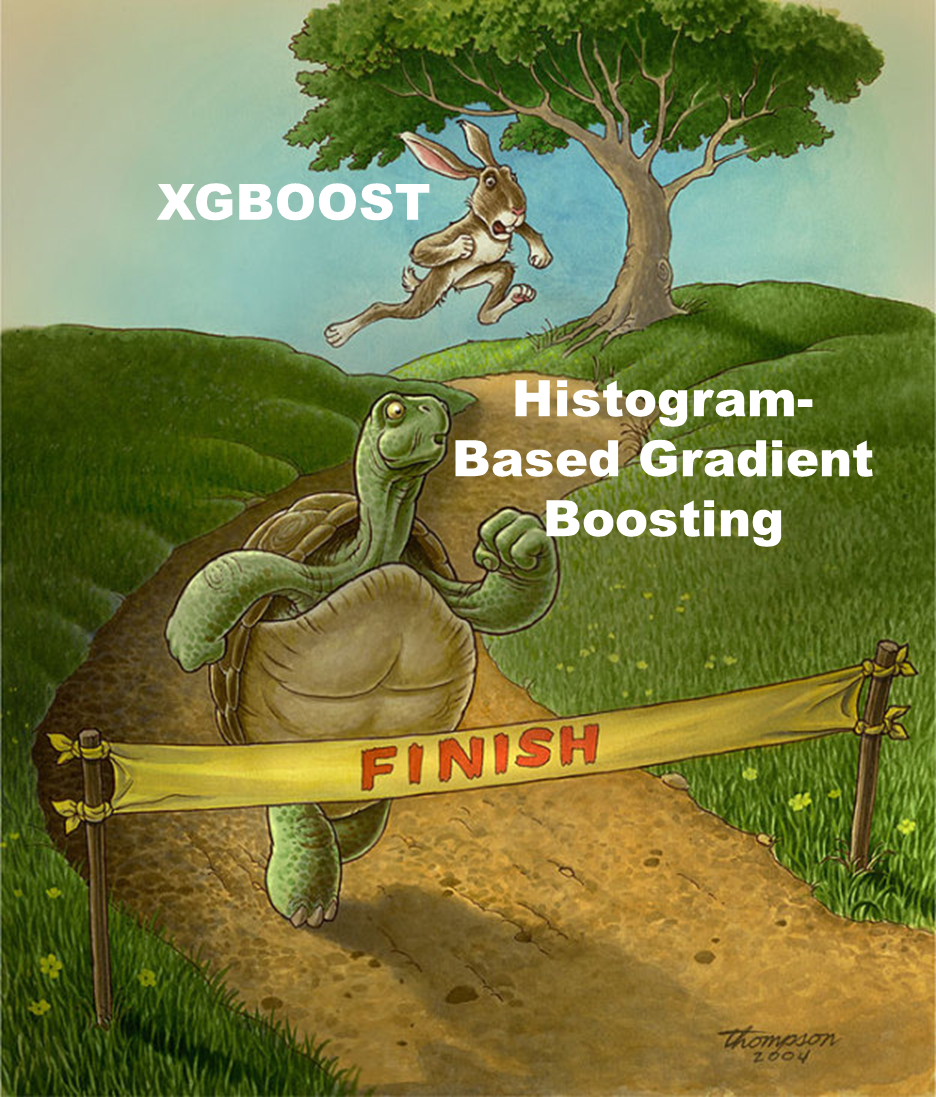 XGBOOST
Histogram-
Based Gradient
Boosting
FINISH
thompson
2004